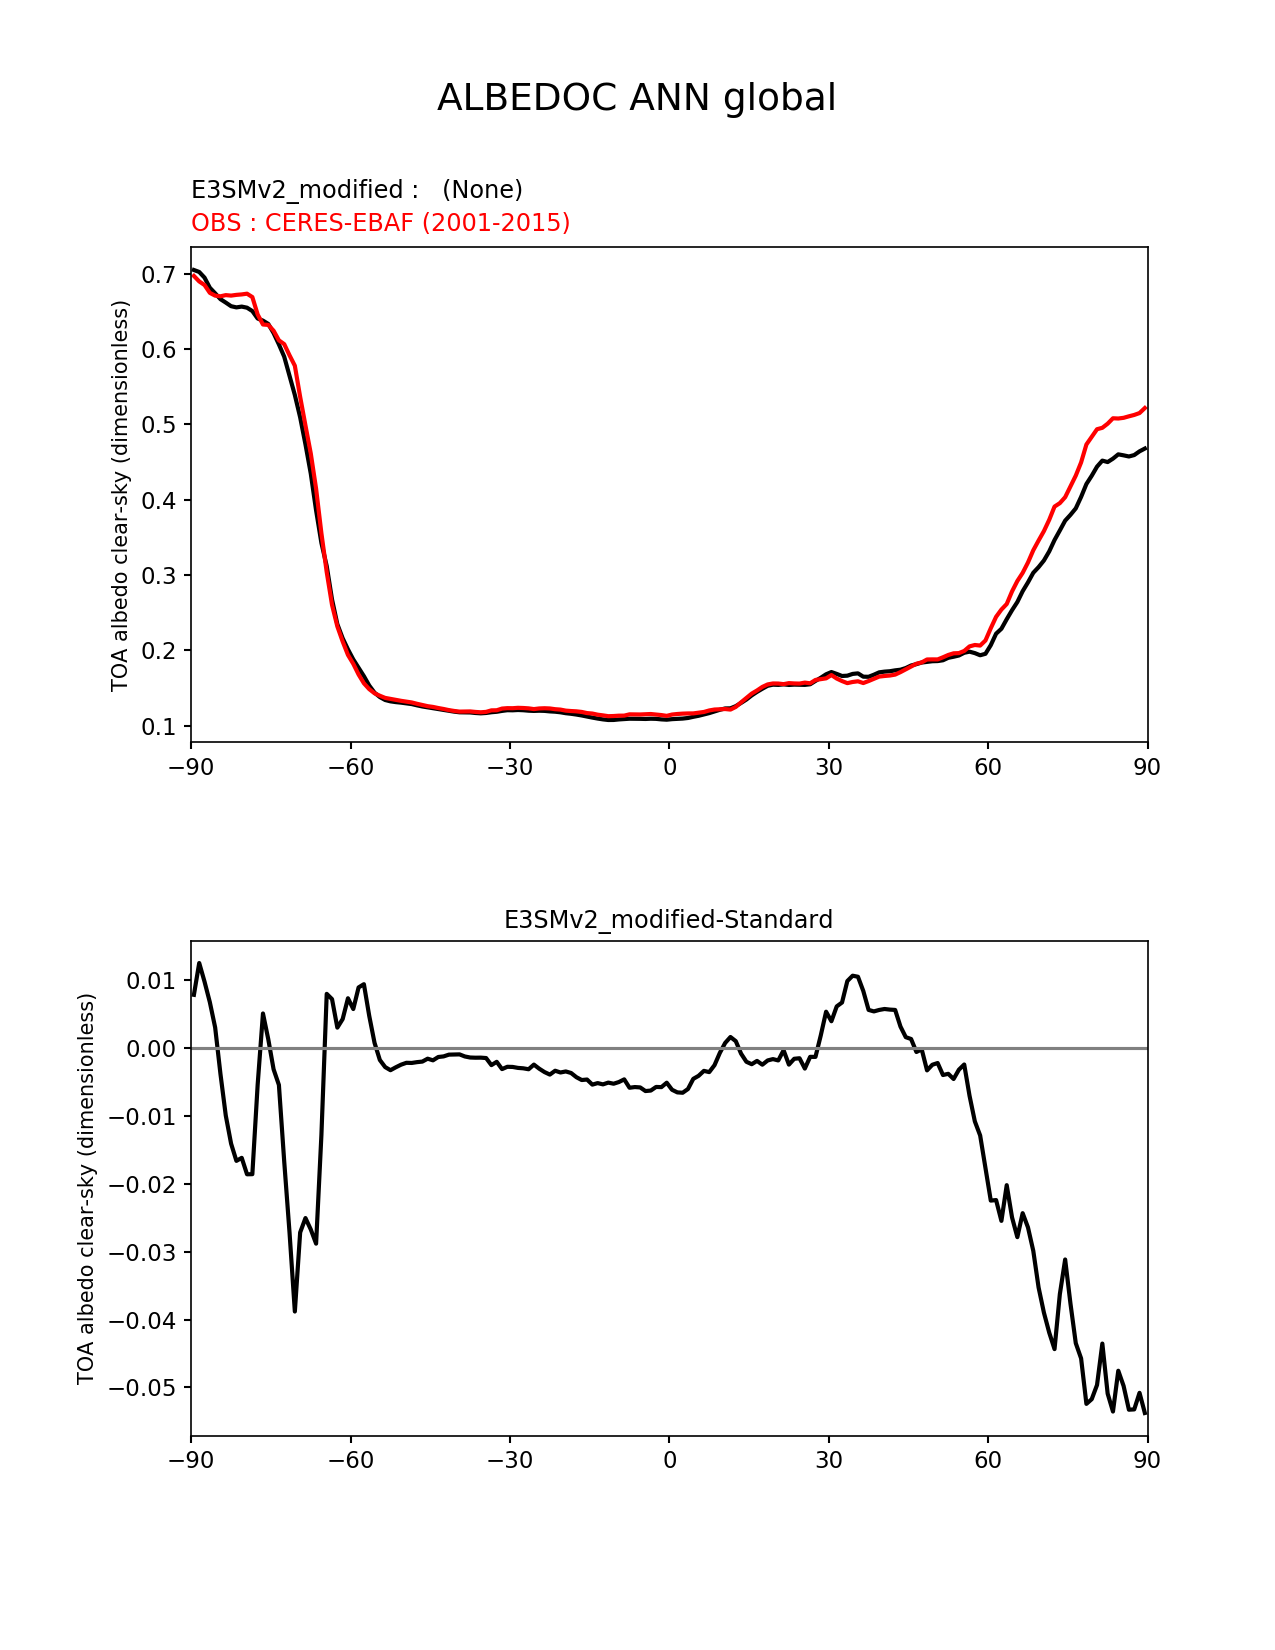 ALBEDOC ANN global
E3SMv2_modified :   (None)
OBS : CERES-EBAF (2001-2015)
TOA albedo clear-sky (dimensionless)
0.7
0.6
0.5
0.4
0.3
0.2
0.1
−90 −60 −30 0 30 60 90
E3SMv2_modified-Standard
TOA albedo clear-sky (dimensionless)
0.01
0.00
−0.01
−0.02
−0.03
−0.04
−0.05
−90 −60 −30 0 30 60 90